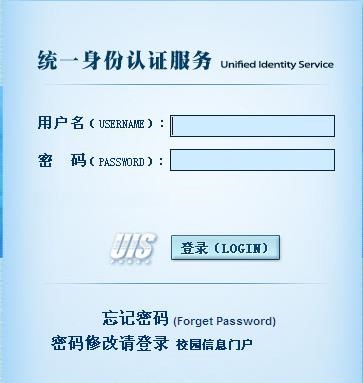 统一身份认证服务 Unified Identity Service
用户名(USERNAME):
密 码(PASSWORD):
UIS 登录(LOGIN)
忘记密码 (Forget Password)
密码修改请登录 校园信息门户